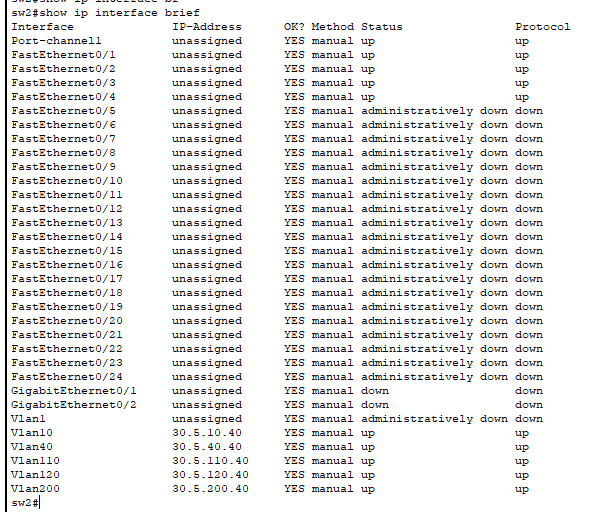 sw2#show ip interface br
sw2#show ip interface brief
Interface IP-Address OK? Method Status Protocol
Port-channel1 unassigned YES manual up up
FastEthernet0/1 unassigned YES manual up up
FastEthernet0/2 unassigned YES manual up up
FastEthernet0/3 unassigned YES manual up up
FastEthernet0/4 unassigned YES manual up up
FastEthernet0/5 unassigned YES manual administratively down down
FastEthernet0/6 unassigned YES manual administratively down down
FastEthernet0/7 unassigned YES manual administratively down down
FastEthernet0/8 unassigned YES manual administratively down down
FastEthernet0/9 unassigned YES manual administratively down down
FastEthernet0/10 unassigned YES manual administratively down down
FastEthernet0/11 unassigned YES manual administratively down down
FastEthernet0/12 unassigned YES manual administratively down down
FastEthernet0/13 unassigned YES manual administratively down down
FastEthernet0/14 unassigned YES manual administratively down down
FastEthernet0/15 unassigned YES manual administratively down down
FastEthernet0/16 unassigned YES manual administratively down down
FastEthernet0/17 unassigned YES manual administratively down down
FastEthernet0/18 unassigned YES manual administratively down down
FastEthernet0/19 unassigned YES manual administratively down down
FastEthernet0/20 unassigned YES manual administratively down down
FastEthernet0/21 unassigned YES manual administratively down down
FastEthernet0/22 unassigned YES manual administratively down down
FastEthernet0/23 unassigned YES manual administratively down down
FastEthernet0/24 unassigned YES manual administratively down down
GigabitEthernet0/1 unassigned YES manual down down
GigabitEthernet0/2 unassigned YES manual down down
Vlan1 unassigned YES manual administratively down down
Vlan10 30.5.10.40 YES manual up up
Vlan40 30.5.40.40 YES manual up up
Vlan110 30.5.110.40 YES manual up up
Vlan120 30.5.120.40 YES manual up up
Vlan200 30.5.200.40 YES manual up up
sw2#